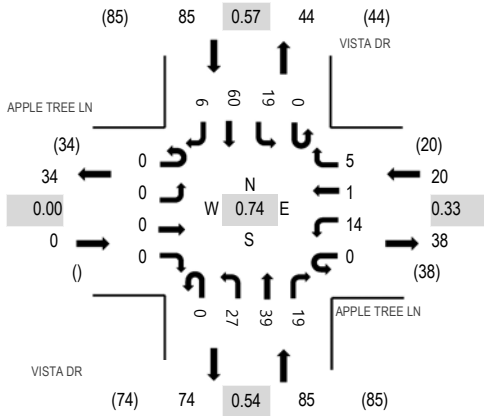 (85) 85 0.57 44 (44)
VISTA DR
APPLE TREE LN
6 60 19 0
(34)
34
0.00
0
()
0
0
0
0
N
W 0.74 E
S
5
1
14
0
(20)
20
0.33
38
(38)
0 27 39 19
APPLE TREE LN
VISTA DR
(74) 74 0.54 85 (85)